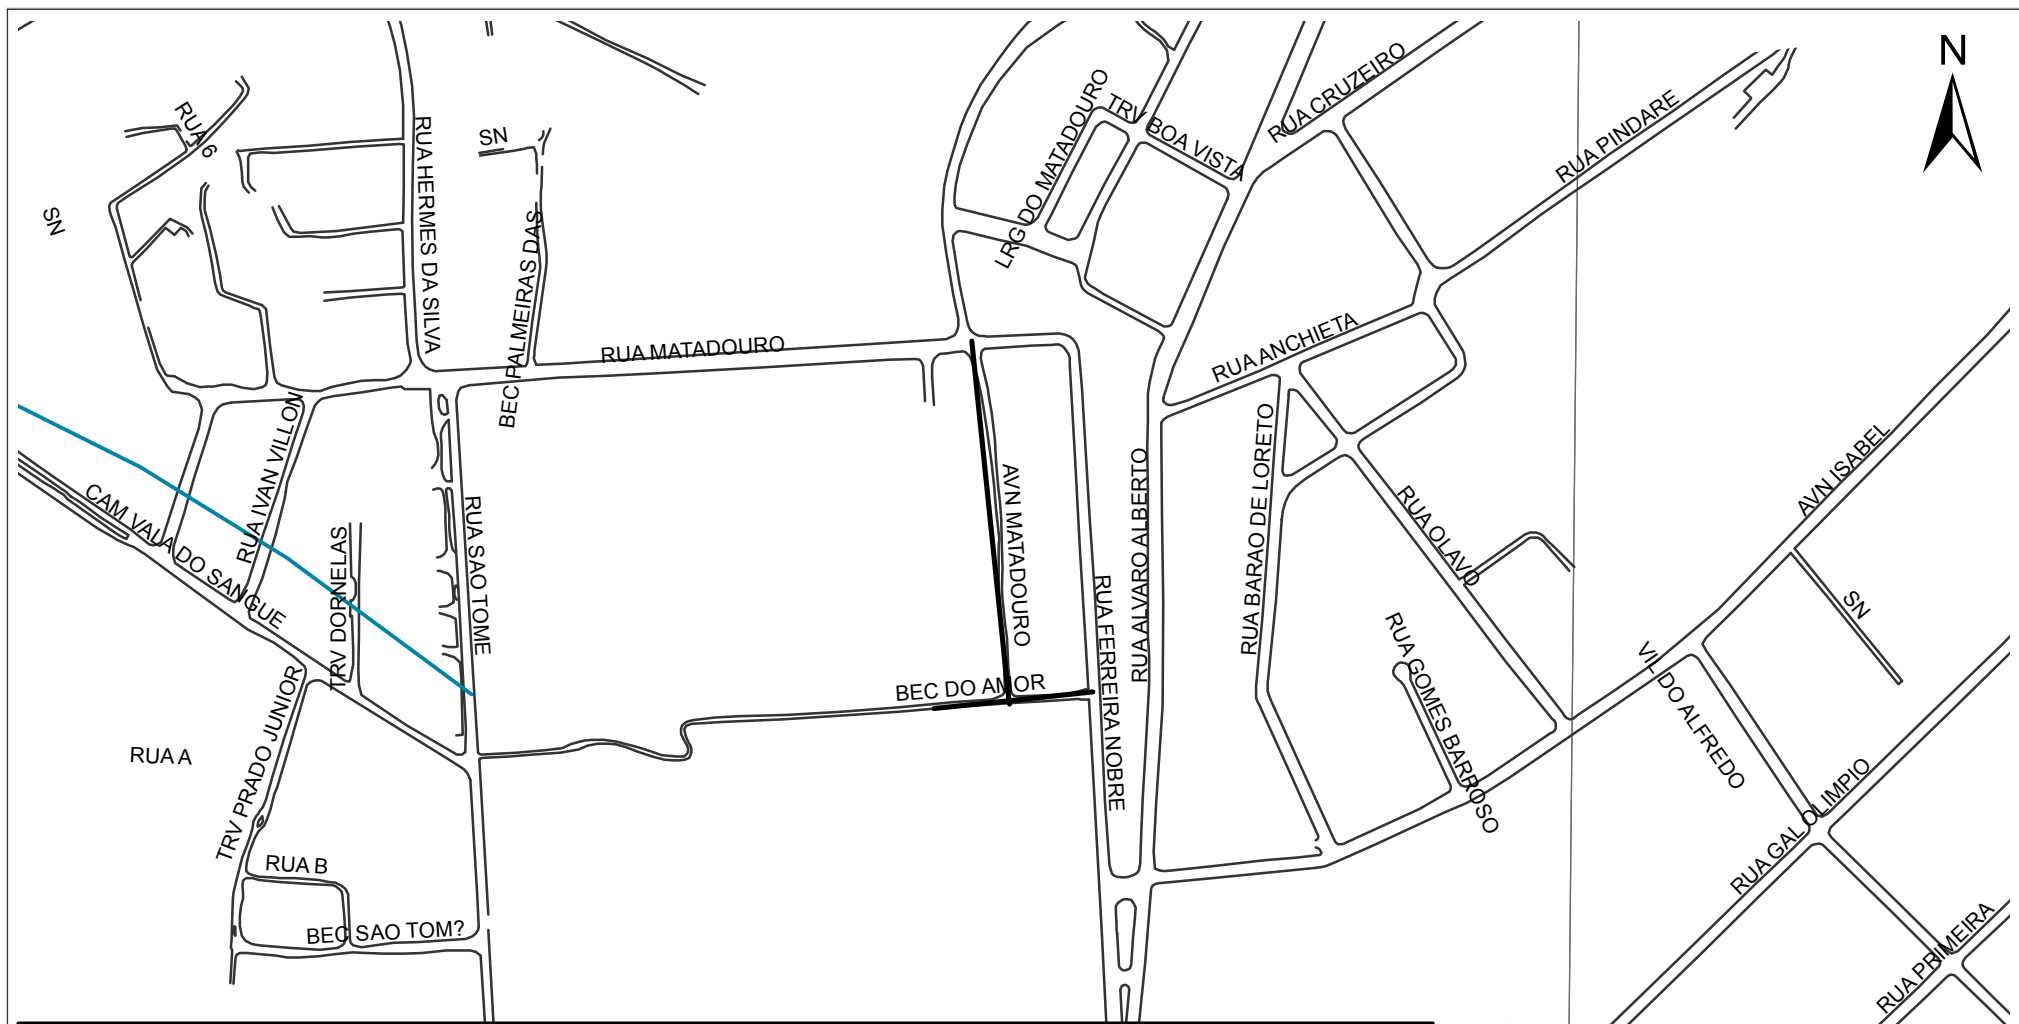 N
RUA CRUZEIRO
LRG DO MATADOURO
TRV BOA VISTA
RUA PINDARE
RUA 6
RUA HERMES DA SILVA
SN
SN
BEC PALMEIRAS DAS
RUA MATADOURO
RUA ANCHIETA
RUA IVAN VILLON
CAM VALA DO SANGUE
TRV DORNELAS
RUA SAO TOME
AVN MATADOURO
RUA ALVARO ALBERTO
RUA BARAO DE LORETO
RUA OLAVO
AVN ISABEL
SN
RUA FERREIRA NOBRE
RUA GOMES BARROSO
VIL DO ALFREDO
BEC DO AMOR
TRV PRADO JUNIOR
RUA A
RUA GAL OLIMPIO
RUA B
BEC SAO TOM?
RUA PRIMEIRA